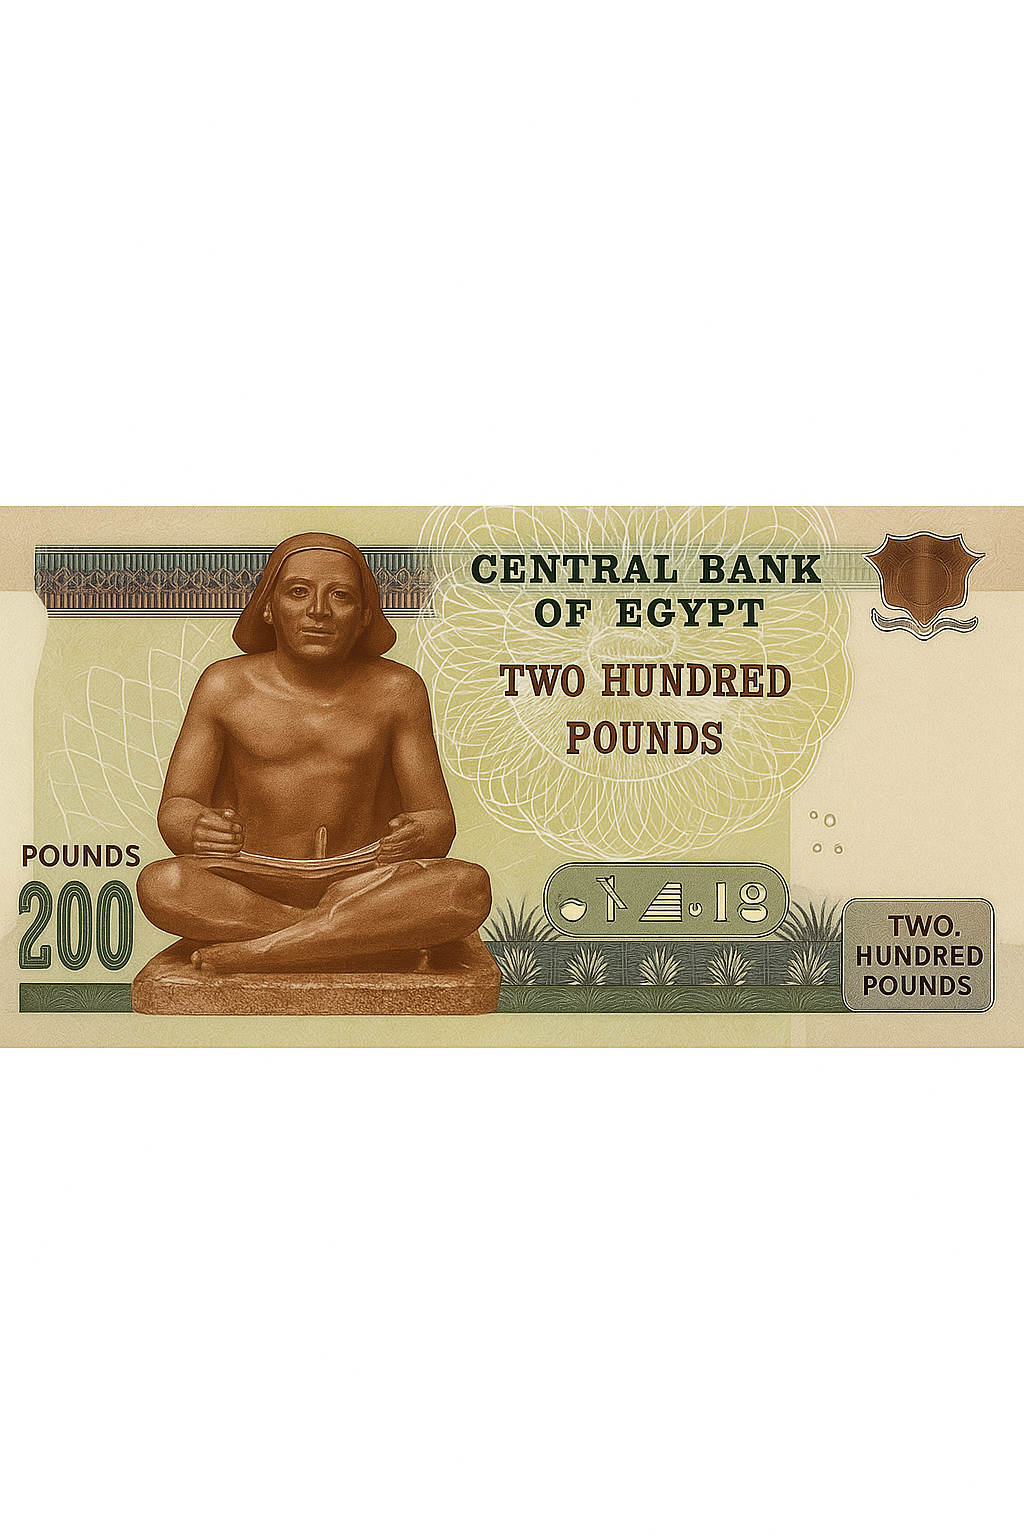 CENTRAL BANK
OF EGYPT
TWO HUNDRED
POUNDS
POUNDS
200
TWO.
HUNDRED
POUNDS